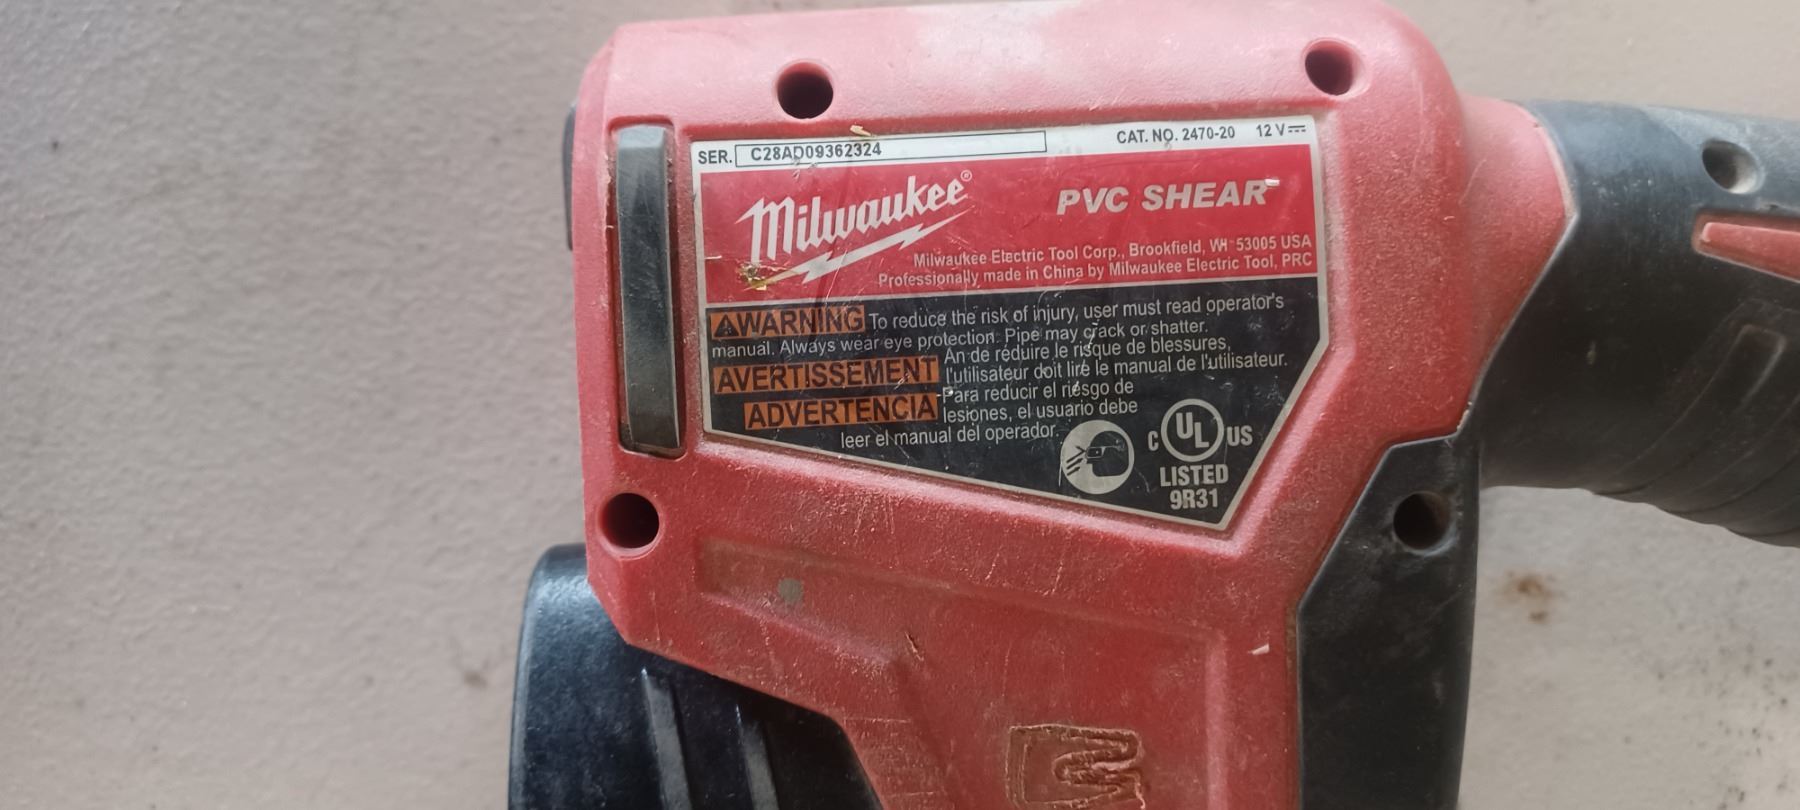 SER. C28AD09362324 CAT. NO. 2470-20 12 V
Milwaukee® PVC SHEAR
Milwaukee Electric Tool Corp., Brookfield, WI 53005 USA
Professionally made in China by Milwaukee Electric Tool, PRC
WARNING To reduce the risk of injury, user must read operator's
manual. Always wear eye protection. Pipe may crack or shatter.
AVERTISSEMENT An de réduire le risque de blessures,
l'utilisateur doit lire le manual de l'utilisateur.
ADVERTENCIA Para reducir el riesgo de
lesiones, el usuario debe
leer el manual del operador.
C UL US
LISTED
9R31
M